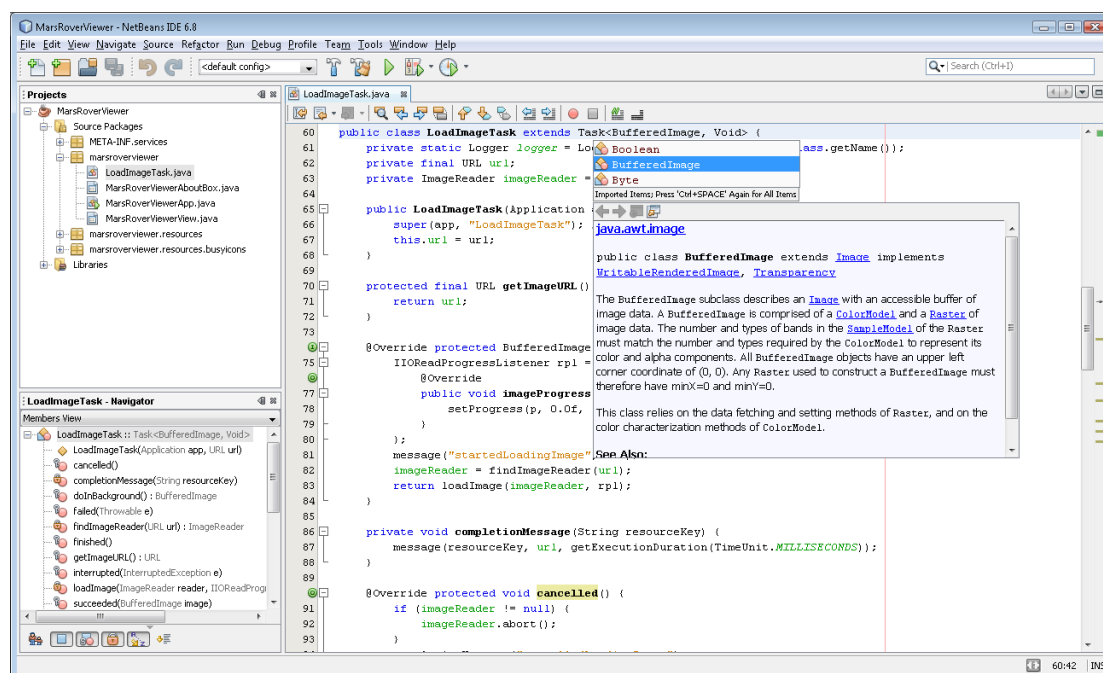 MarsRoverViewer - NetBeans IDE 6.8
File Edit View Navigate Source Refactor Run Debug Profile Team Tools Window Help
<default config>
Search (Ctrl+I)
Projects
MarsRoverViewer
Source Packages
META-INF.services
marsroverviewer
LoadImageTask.java
MarsRoverViewerAboutBox.java
MarsRoverViewerApp.java
MarsRoverViewerView.java
marsroverviewer.resources
marsroverviewer.resources.busyicons
Libraries
LoadImageTask - Navigator
Members View
LoadImageTask :: Task<BufferedImage, Void>
LoadImageTask(Application app, URL url)
cancelled()
completionMessage(String resourceKey)
doInBackground() : BufferedImage
failed(Throwable e)
findImageReader(URL url) : ImageReader
finished()
getImageURL() : URL
interrupted(InterruptedException e)
loadImage(ImageReader reader, IIOReadProg
succeeded(BufferedImage image)
LoadImageTask.java
60 public class LoadImageTask extends Task<BufferedImage, Void> {
61 private static Logger logger = Lo lass.getName());
62 private final URL url;
63 private ImageReader imageReader =
64
65 public LoadImageTask(Application
66 super(app, "LoadImageTask");
67 this.url = url;
68 }
69
70 protected final URL getImageURL()
71 return url;
72 }
73
@Override protected BufferedImage
75 IIOReadProgressListener rpl =
@Override
77 public void imageProgress
78 setProgress(p, 0.0f,
79 }
80 );
81 message("startedLoadingImage"
82 imageReader = findImageReader(url);
83 return loadImage(imageReader, rpl);
84 }
85
86 private void completionMessage(String resourceKey) {
87 message(resourceKey, url, getExecutionDuration(TimeUnit.MILLISECONDS));
88 }
89
@Override protected void cancelled() {
91 if (imageReader != null) {
92 imageReader.abort();
93 }
Boolean
BufferedImage
Byte
Imported Items; Press 'Ctrl+SPACE' Again for All Items
java.awt.image
public class BufferedImage extends Image implements
WritableRenderedImage, Transparency
The BufferedImage subclass describes an Image with an accessible buffer of
image data. A BufferedImage is comprised of a ColorModel and a Raster of
image data. The number and types of bands in the SampleModel of the Raster
must match the number and types required by the ColorModel to represent its
color and alpha components. All BufferedImage objects have an upper left
corner coordinate of (0, 0). Any Raster used to construct a BufferedImage must
therefore have minX=0 and minY=0.
This class relies on the data fetching and setting methods of Raster, and on the
color characterization methods of ColorModel.
See Also:
60:42 INS